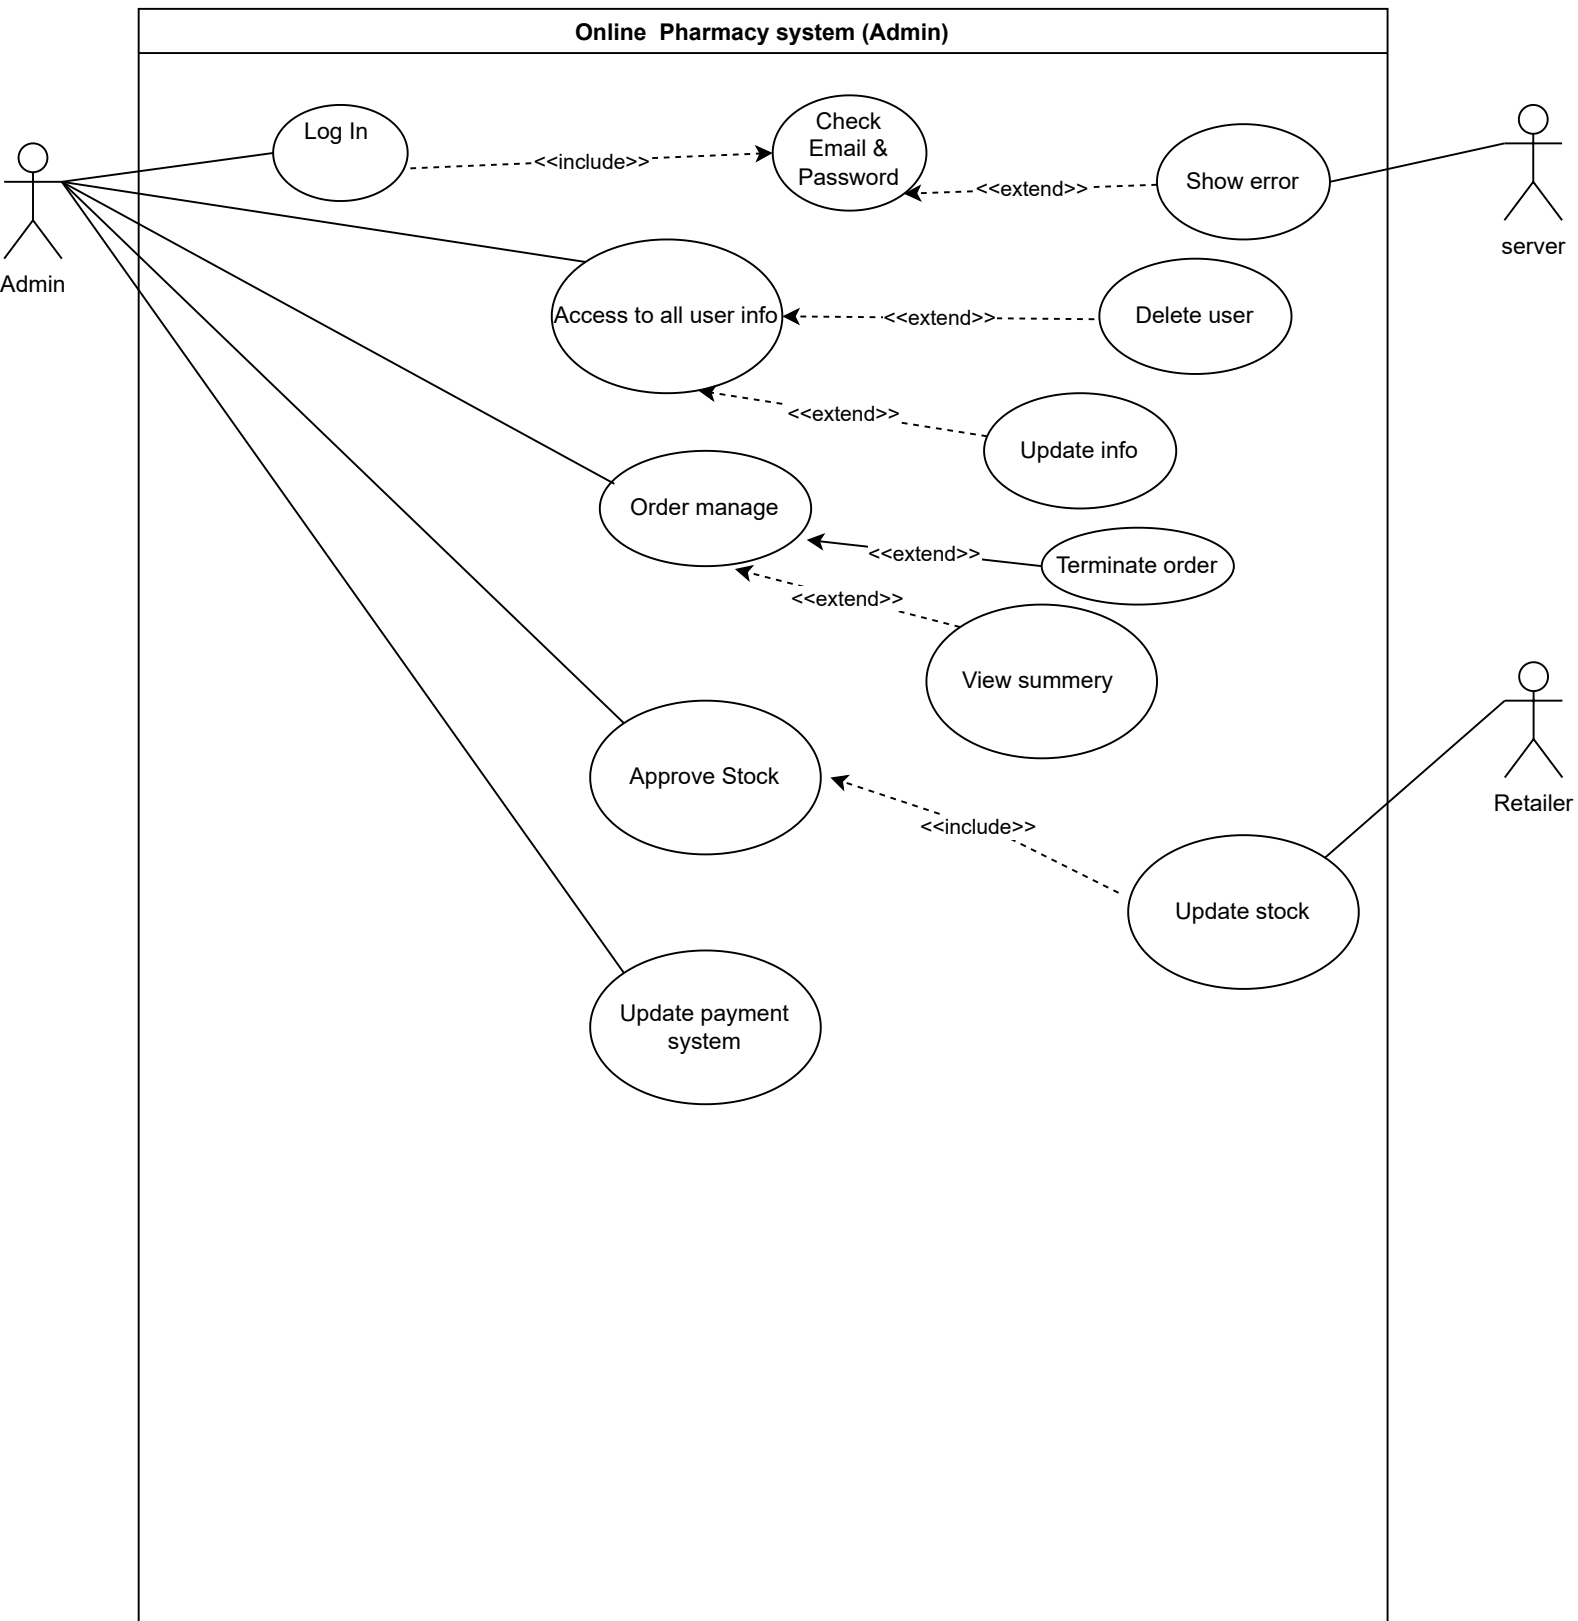 Online  Pharmacy system (Admin)
Log In
<<include>>
Check
Email &
Password
<<extend>>
Show error
server
Admin
Access to all user info
<<extend>>
Delete user
<<extend>>
Update info
Order manage
<<extend>>
Terminate order
<<extend>>
View summery
Approve Stock
<<include>>
Retailer
Update stock
Update payment
system